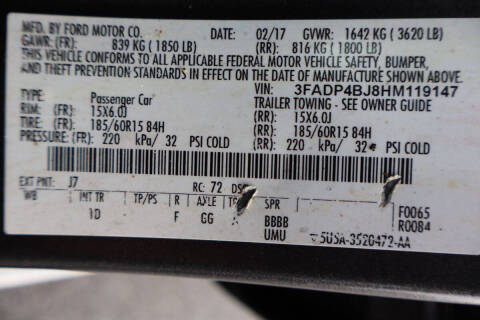 MFD. BY FORD MOTOR CO. DATE: 02/17 GVWR: 1642 KG ( 3620 LB)
GAWR: (FR): 839 KG ( 1850 LB) (RR): 816 KG ( 1800 LB)
THIS VEHICLE CONFORMS TO ALL APPLICABLE FEDERAL MOTOR VEHICLE SAFETY, BUMPER,
AND THEFT PREVENTION STANDARDS IN EFFECT ON THE DATE OF MANUFACTURE SHOWN ABOVE.
VIN: 3FADP4BJ8HM119147
TYPE: Passenger Car TRAILER TOWING - SEE OWNER GUIDE
RIM: (FR) 15X6.0J (RR): 15X6.0J
TIRE: (FR) 185/60R15 84H (RR): 185/60R15 84H
PRESSURE: (FR): 220 kPa/ 32 PSI COLD (RR): 220 kPa/ 32 PSI COLD
EXT PNT: J7 RC: 72
WB INT TR TP/PS R AXLE SPR F0065
1D F GG BBBB R0084
UMU 5USA-3520472-AA